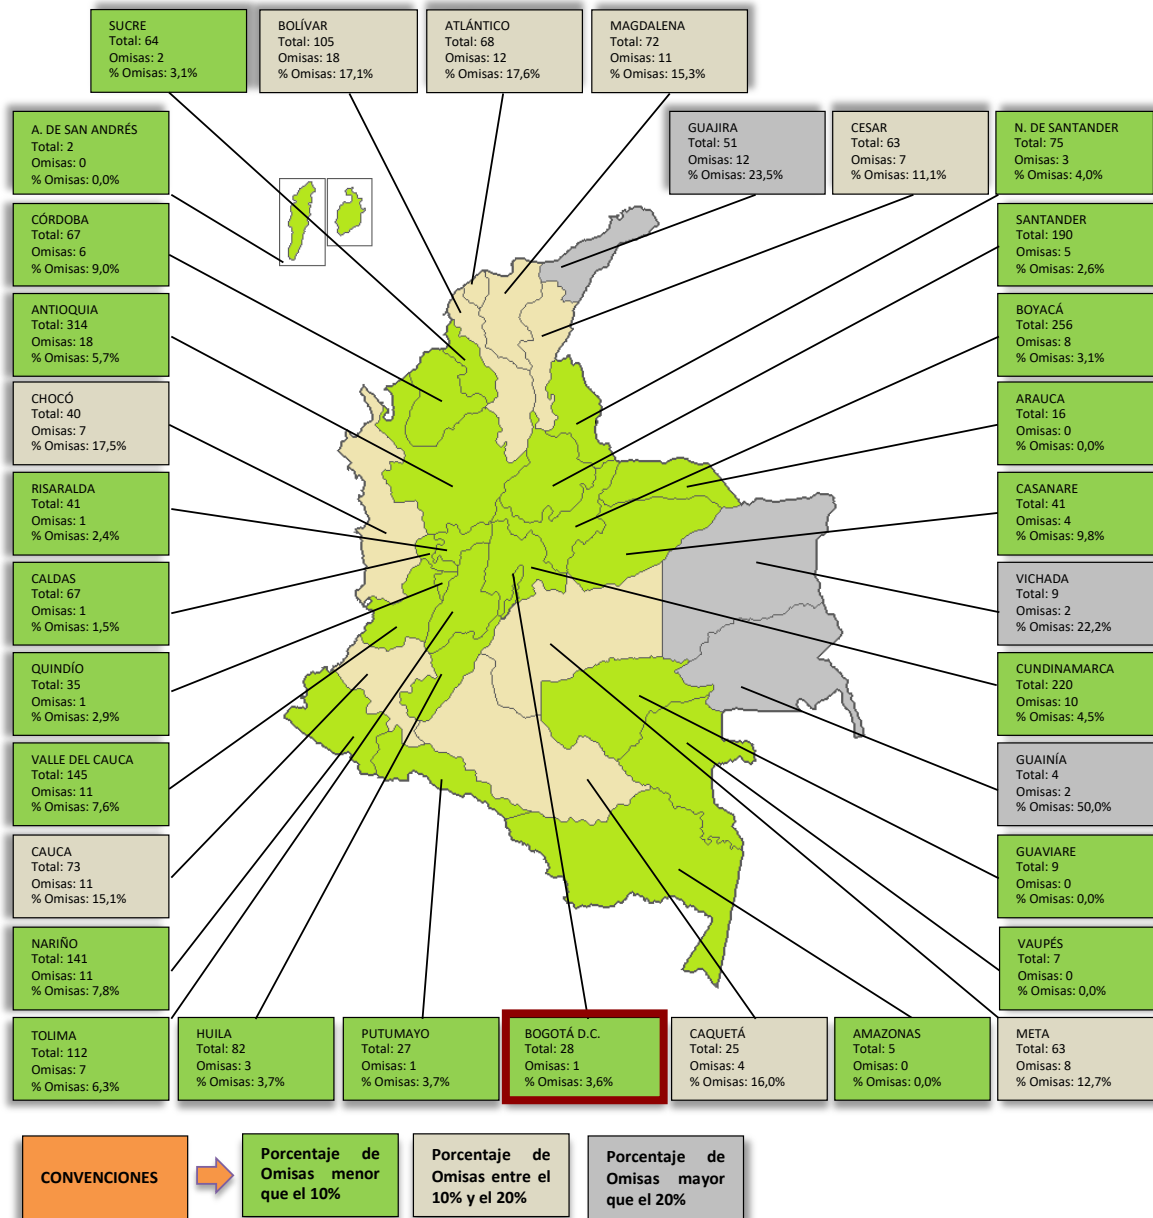 SUCRE
Total: 64
Omisas: 2
% Omisas: 3,1%
BOLÍVAR
Total: 105
Omisas: 18
% Omisas: 17,1%
ATLÁNTICO
Total: 68
Omisas: 12
% Omisas: 17,6%
MAGDALENA
Total: 72
Omisas: 11
% Omisas: 15,3%
A. DE SAN ANDRÉS
Total: 2
Omisas: 0
% Omisas: 0,0%
GUAJIRA
Total: 51
Omisas: 12
% Omisas: 23,5%
CESAR
Total: 63
Omisas: 7
% Omisas: 11,1%
N. DE SANTANDER
Total: 75
Omisas: 3
% Omisas: 4,0%
CÓRDOBA
Total: 67
Omisas: 6
% Omisas: 9,0%
SANTANDER
Total: 190
Omisas: 5
% Omisas: 2,6%
ANTIOQUIA
Total: 314
Omisas: 18
% Omisas: 5,7%
BOYACÁ
Total: 256
Omisas: 8
% Omisas: 3,1%
CHOCÓ
Total: 40
Omisas: 7
% Omisas: 17,5%
ARAUCA
Total: 16
Omisas: 0
% Omisas: 0,0%
RISARALDA
Total: 41
Omisas: 1
% Omisas: 2,4%
CASANARE
Total: 41
Omisas: 4
% Omisas: 9,8%
CALDAS
Total: 67
Omisas: 1
% Omisas: 1,5%
VICHADA
Total: 9
Omisas: 2
% Omisas: 22,2%
QUINDÍO
Total: 35
Omisas: 1
% Omisas: 2,9%
CUNDINAMARCA
Total: 220
Omisas: 10
% Omisas: 4,5%
VALLE DEL CAUCA
Total: 145
Omisas: 11
% Omisas: 7,6%
GUAINÍA
Total: 4
Omisas: 2
% Omisas: 50,0%
CAUCA
Total: 73
Omisas: 11
% Omisas: 15,1%
GUAVIARE
Total: 9
Omisas: 0
% Omisas: 0,0%
NARIÑO
Total: 141
Omisas: 11
% Omisas: 7,8%
VAUPÉS
Total: 7
Omisas: 0
% Omisas: 0,0%
TOLIMA
Total: 112
Omisas: 7
% Omisas: 6,3%
HUILA
Total: 82
Omisas: 3
% Omisas: 3,7%
PUTUMAYO
Total: 27
Omisas: 1
% Omisas: 3,7%
BOGOTÁ D.C.
Total: 28
Omisas: 1
% Omisas: 3,6%
CAQUETÁ
Total: 25
Omisas: 4
% Omisas: 16,0%
AMAZONAS
Total: 5
Omisas: 0
% Omisas: 0,0%
META
Total: 63
Omisas: 8
% Omisas: 12,7%
CONVENCIONES
Porcentaje de
Omisas menor
que el 10%
Porcentaje de
Omisas entre el
10% y el 20%
Porcentaje de
Omisas mayor
que el 20%